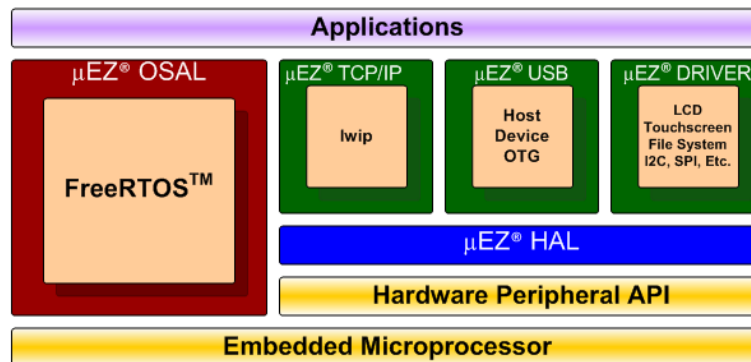 Applications
µEZ® OSAL
FreeRTOS™
µEZ® TCP/IP
lwip
µEZ® USB
Host
Device
OTG
µEZ® DRIVER
LCD
Touchscreen
File System
I2C, SPI, Etc.
µEZ® HAL
Hardware Peripheral API
Embedded Microprocessor